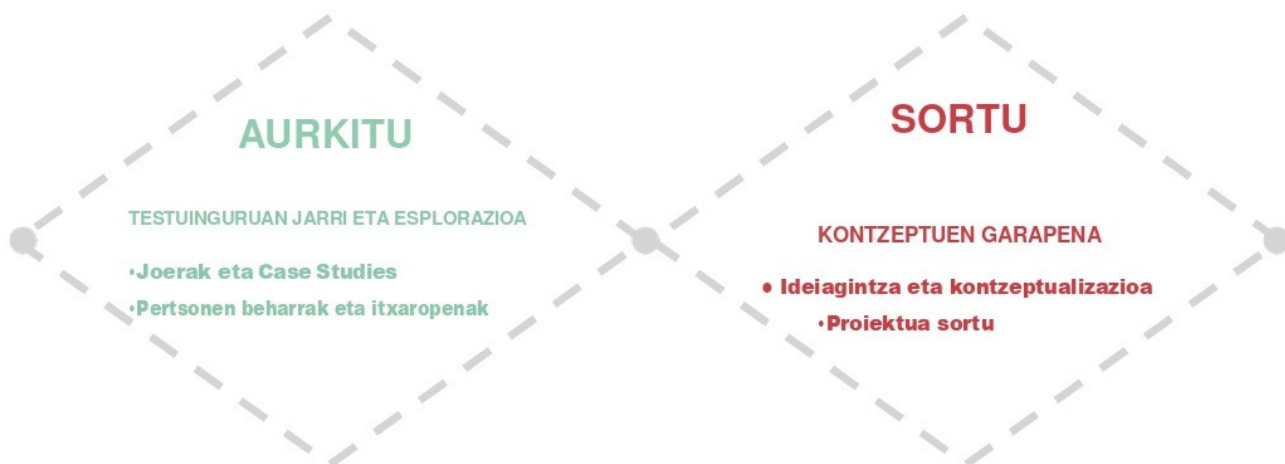 AURKITU
TESTUINGURUAN JARRI ETA ESPLORAZIOA
•Joerak eta Case Studies
•Pertsonen beharrak eta itxaropenak
SORTU
KONTZEPTUEN GARAPENA
• Ideiagintza eta kontzeptualizazioa
•Proiektua sortu